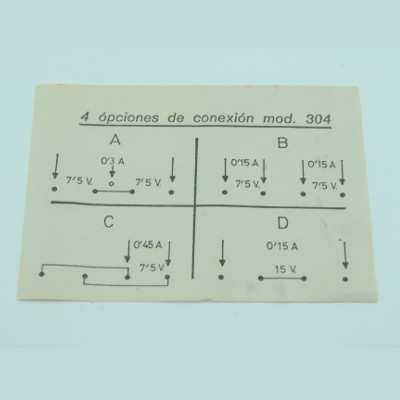 4 ópciones de conexión mod. 304
A
0'3 A
7'5 V. 7'5 V.
B
0'15 A 0'15 A
7'5 V. 7'5 V.
C
0'45 A
7'5 V.
D
0'15 A
15 V.